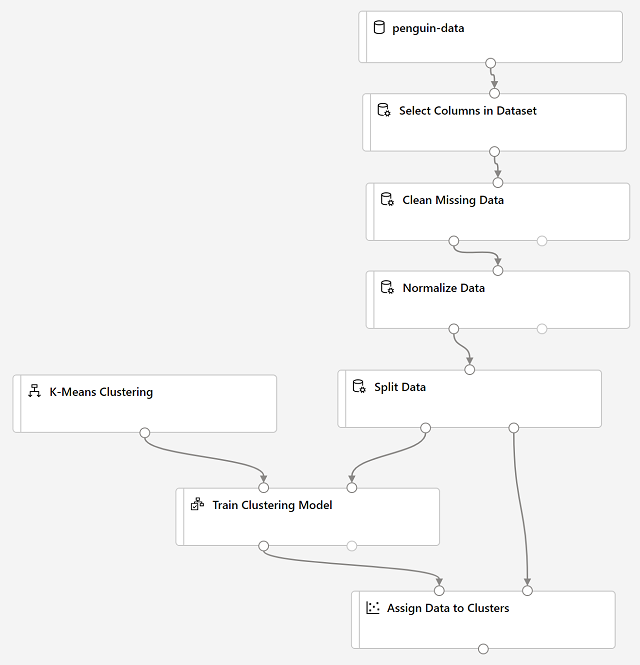 penguin-data
Select Columns in Dataset
Clean Missing Data
Normalize Data
K-Means Clustering
Split Data
Train Clustering Model
Assign Data to Clusters